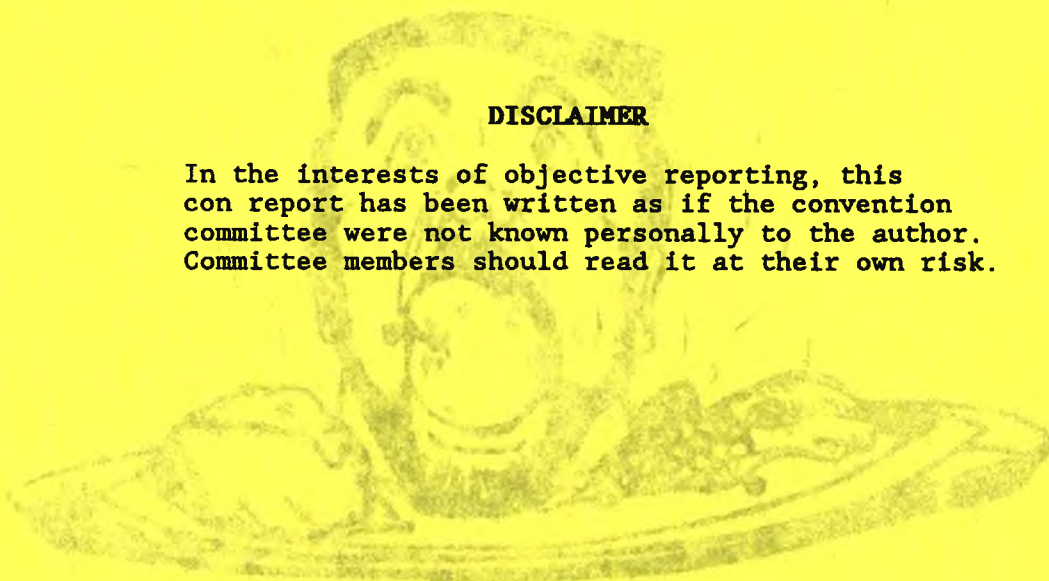 DISCLAIMER
In the interests of objective reporting, this
con report has been written as if the convention
committee were not known personally to the author.
Committee members should read it at their own risk.